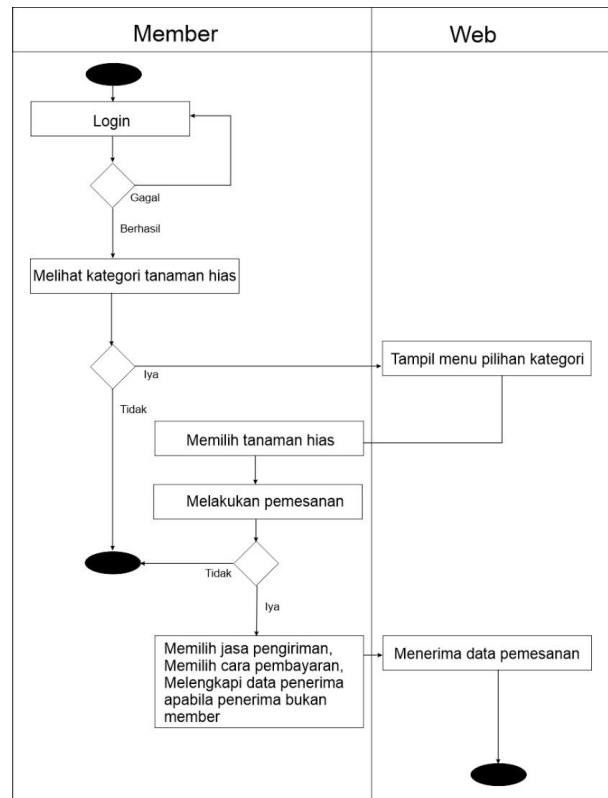 Member
Web
Login
Gagal
Berhasil
Melihat kategori tanaman hias
Iya
Tampil menu pilihan kategori
Tidak
Memilih tanaman hias
Melakukan pemesanan
Tidak
Iya
Memilih jasa pengiriman,
Memilih cara pembayaran,
Melengkapi data penerima
apabila penerima bukan
member
Menerima data pemesanan